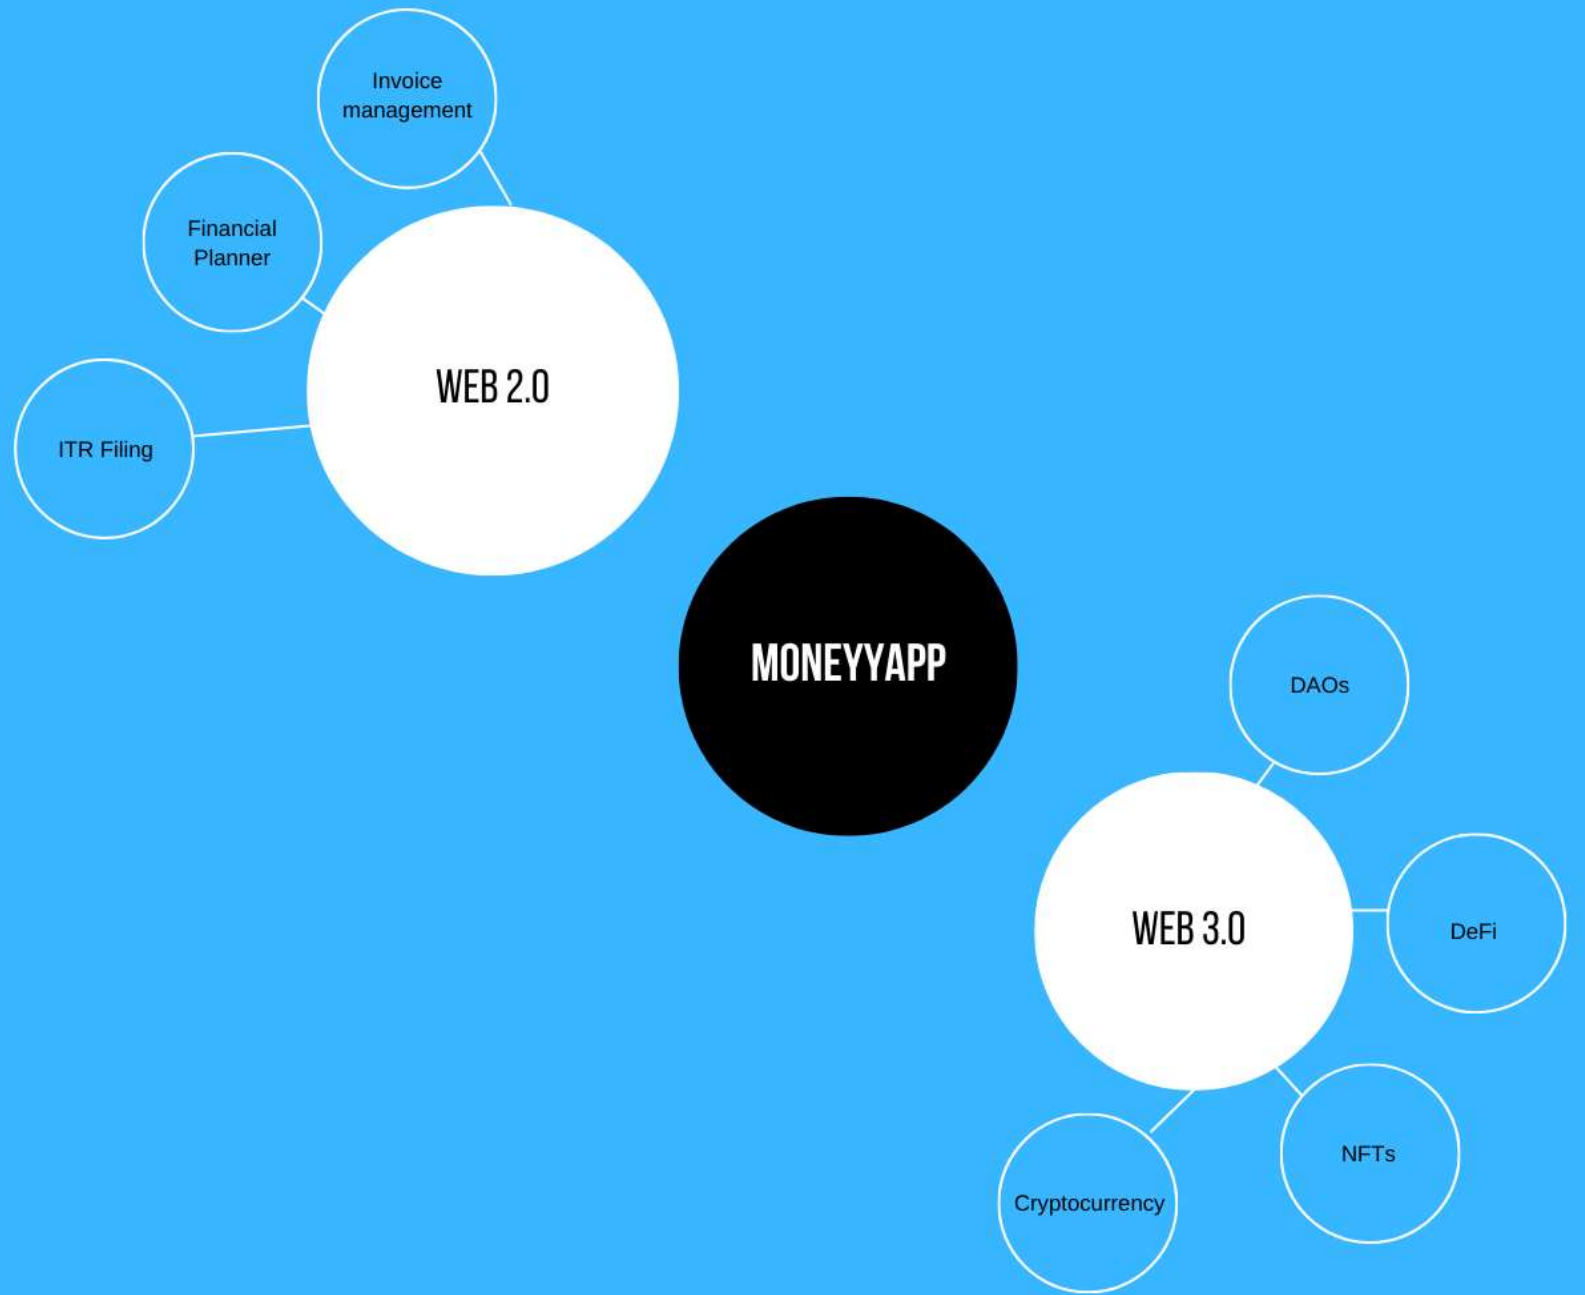 Invoice
management
Financial
Planner
WEB 2.0
ITR Filing
MONEYYAPP
DAOs
WEB 3.0
DeFi
NFTs
Cryptocurrency